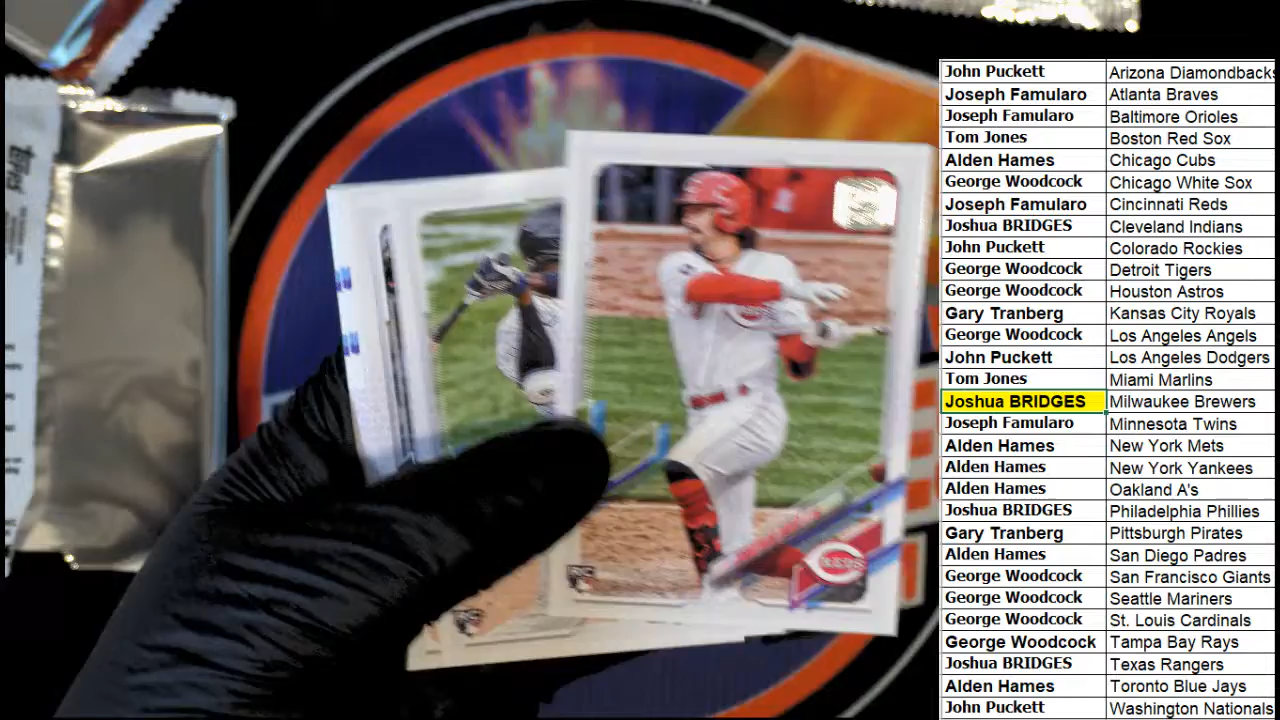 John Puckett Arizona Diamondbacks
Joseph Famularo Atlanta Braves
Joseph Famularo Baltimore Orioles
Tom Jones Boston Red Sox
Alden Hames Chicago Cubs
George Woodcock Chicago White Sox
Joseph Famularo Cincinnati Reds
Joshua BRIDGES Cleveland Indians
John Puckett Colorado Rockies
George Woodcock Detroit Tigers
George Woodcock Houston Astros
Gary Tranberg Kansas City Royals
George Woodcock Los Angeles Angels
John Puckett Los Angeles Dodgers
Tom Jones Miami Marlins
Joshua BRIDGES Milwaukee Brewers
Joseph Famularo Minnesota Twins
Alden Hames New York Mets
Alden Hames New York Yankees
Alden Hames Oakland A's
Joshua BRIDGES Philadelphia Phillies
Gary Tranberg Pittsburgh Pirates
Alden Hames San Diego Padres
George Woodcock San Francisco Giants
George Woodcock Seattle Mariners
George Woodcock St. Louis Cardinals
George Woodcock Tampa Bay Rays
Joshua BRIDGES Texas Rangers
Alden Hames Toronto Blue Jays
John Puckett Washington Nationals
topps
REDS